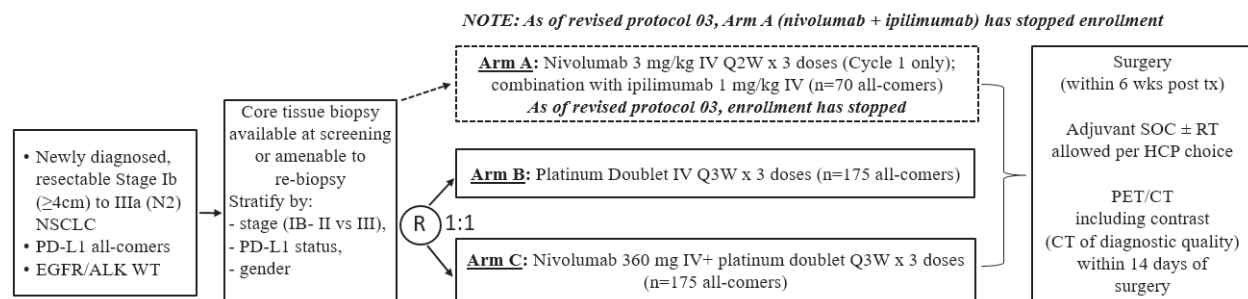 NOTE: As of revised protocol 03, Arm A (nivolumab + ipilimumab) has stopped enrollment
• Newly diagnosed,
resectable Stage Ib
(≥4cm) to IIIa (N2)
NSCLC
• PD-L1 all-comers
• EGFR/ALK WT
Core tissue biopsy
available at screening
or amenable to
re-biopsy
Stratify by:
- stage (IB- II vs III),
- PD-L1 status,
- gender
R 1:1
Arm A: Nivolumab 3 mg/kg IV Q2W x 3 doses (Cycle 1 only);
combination with ipilimumab 1 mg/kg IV (n=70 all-comers)
As of revised protocol 03, enrollment has stopped
Arm B: Platinum Doublet IV Q3W x 3 doses (n=175 all-comers)
Arm C: Nivolumab 360 mg IV+ platinum doublet Q3W x 3 doses
(n=175 all-comers)
Surgery
(within 6 wks post tx)
Adjuvant SOC ± RT
allowed per HCP choice
PET/CT
including contrast
(CT of diagnostic quality)
within 14 days of
surgery